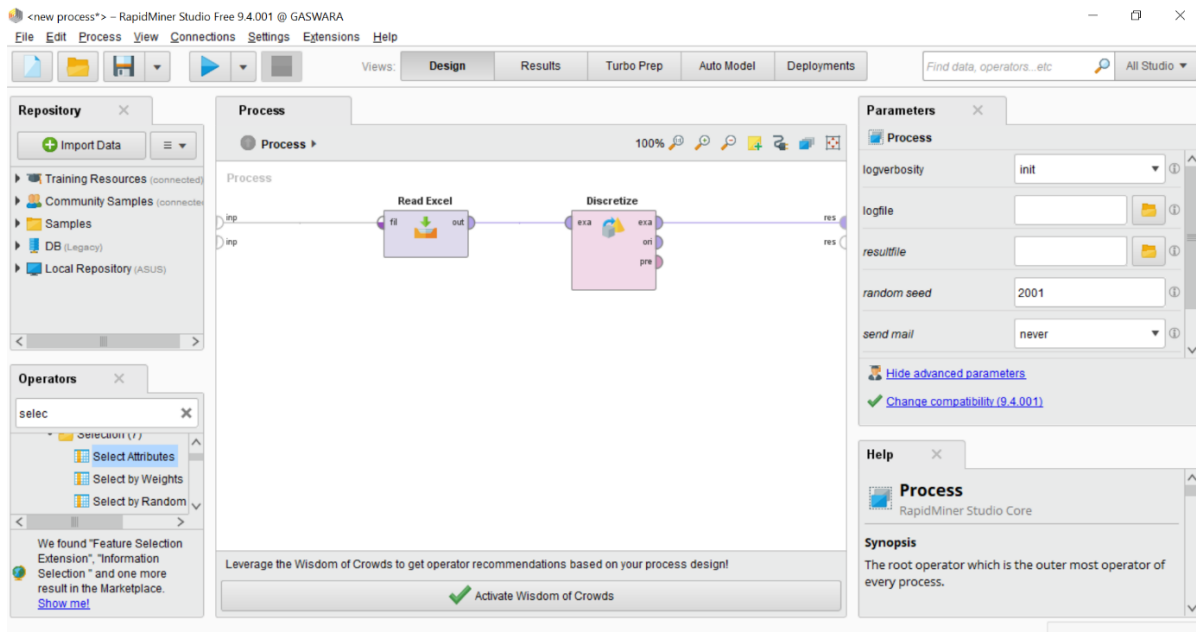 <new process*> – RapidMiner Studio Free 9.4.001 @ GASWARA
File Edit Process View Connections Settings Extensions Help
Views: Design Results Turbo Prep Auto Model Deployments
Find data, operators...etc
All Studio
Repository
Import Data
Training Resources (connected)
Community Samples (connected
Samples
DB (Legacy)
Local Repository (ASUS)
Operators
selec
Selection (7)
Select Attributes
Select by Weights
Select by Random
We found "Feature Selection
Extension", "Information
Selection " and one more
result in the Marketplace.
Show me!
Process
Process
100%
Process
inp
inp
Read Excel
fil out
Discretize
exa exa
ori
pre
res
res
Leverage the Wisdom of Crowds to get operator recommendations based on your process design!
Activate Wisdom of Crowds
Parameters
Process
logverbosity init
logfile
resultfile
random seed 2001
send mail never
Hide advanced parameters
Change compatibility (9.4.001)
Help
Process
RapidMiner Studio Core
Synopsis
The root operator which is the outer most operator of
every process.